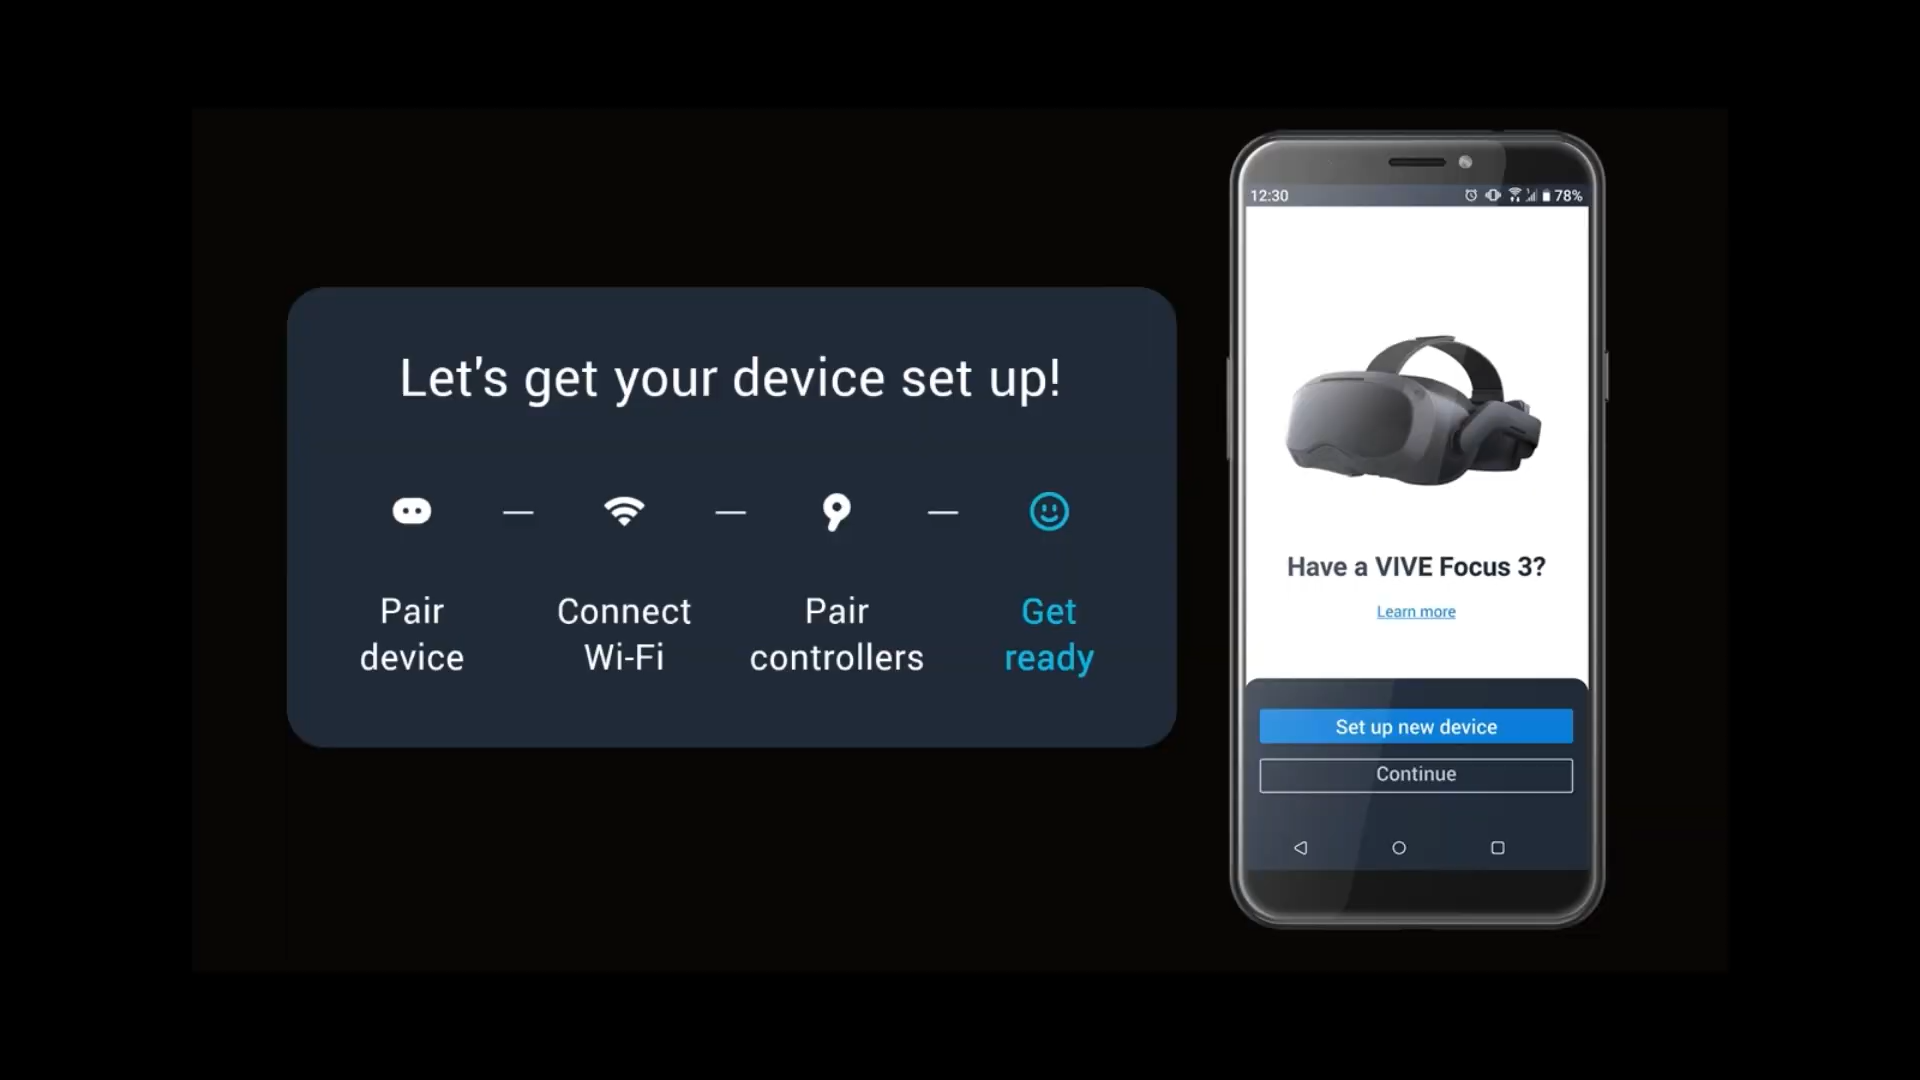 Let's get your device set up!
Pair
device
Connect
Wi-Fi
Pair
controllers
Get
ready
12:30
78%
Have a VIVE Focus 3?
Learn more
Set up new device
Continue